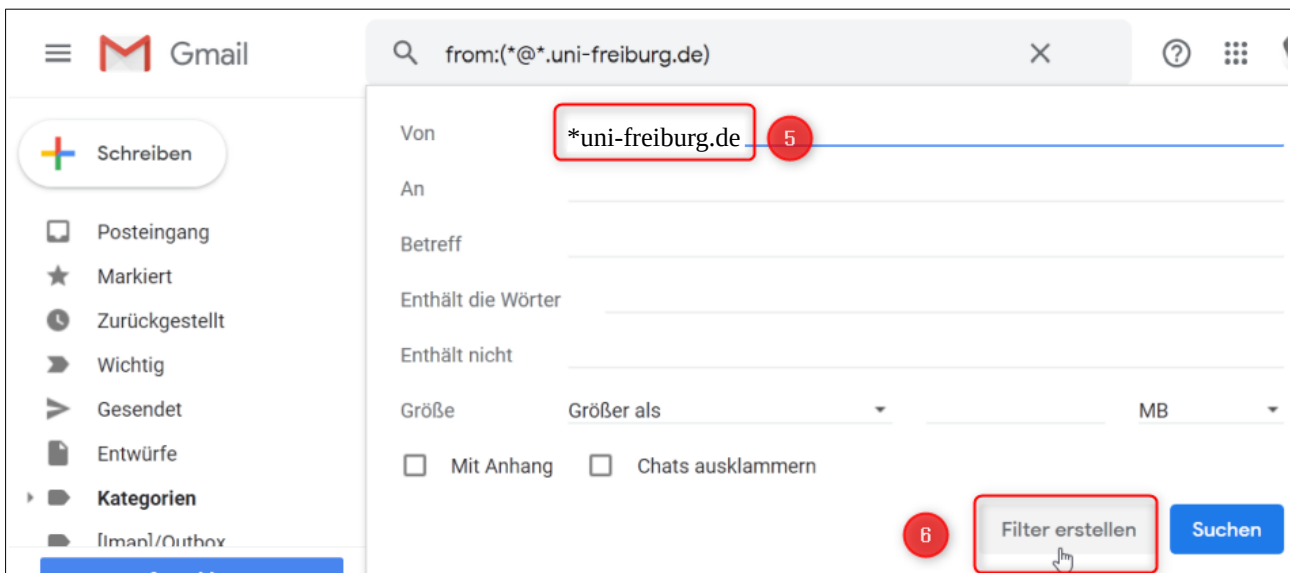 Gmail
from:(*@*.uni-freiburg.de)
Schreiben
Posteingang
Markiert
Zurückgestellt
Wichtig
Gesendet
Entwürfe
Kategorien
[Imap]/Outbox
Von *uni-freiburg.de 5
An
Betreff
Enthält die Wörter
Enthält nicht
Größe Größer als MB
Mit Anhang Chats ausklammern
6 Filter erstellen Suchen